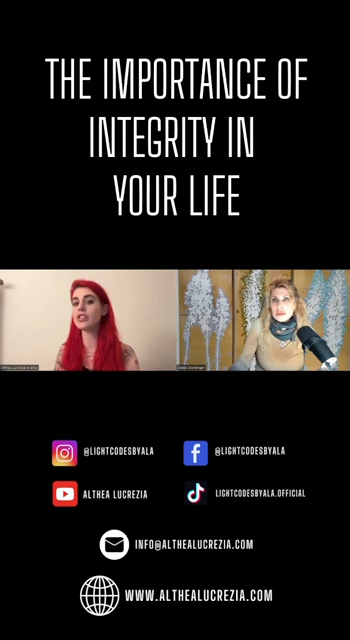 THE IMPORTANCE OF
INTEGRITY IN
YOUR LIFE
@LIGHTCODESBYALA
@LIGHTCODESBYALA
ALTHEA LUCREZIA
LIGHTCODESBYALA.OFFICIAL
INFO@ALTHEALUCREZIA.COM
WWW.ALTHEALUCREZIA.COM